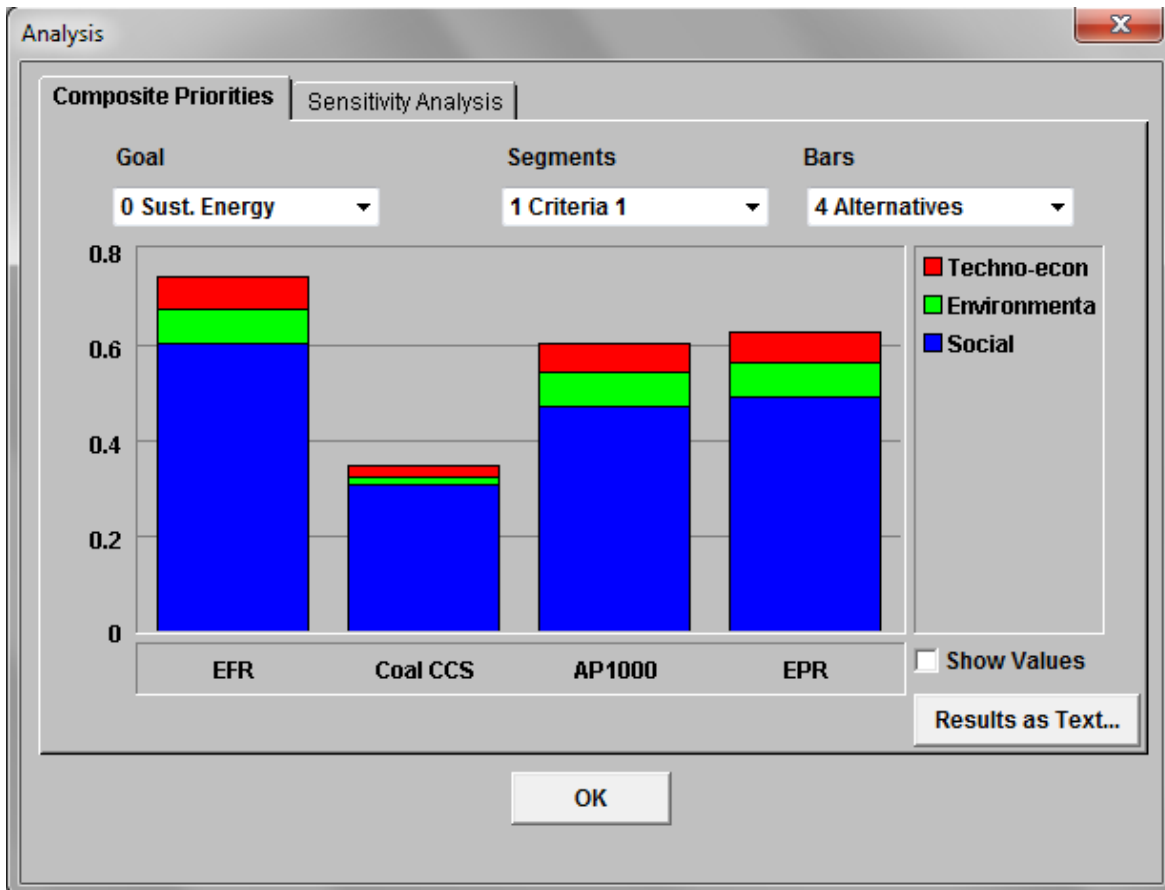 Analysis
X
Composite Priorities
Sensitivity Analysis
Goal
Segments
Bars
0 Sust. Energy
1 Criteria 1
4 Alternatives
0.8
0.6
0.4
0.2
0
Techno-econ
Environmenta
Social
EFR
Coal CCS
AP1000
EPR
Show Values
Results as Text...
OK